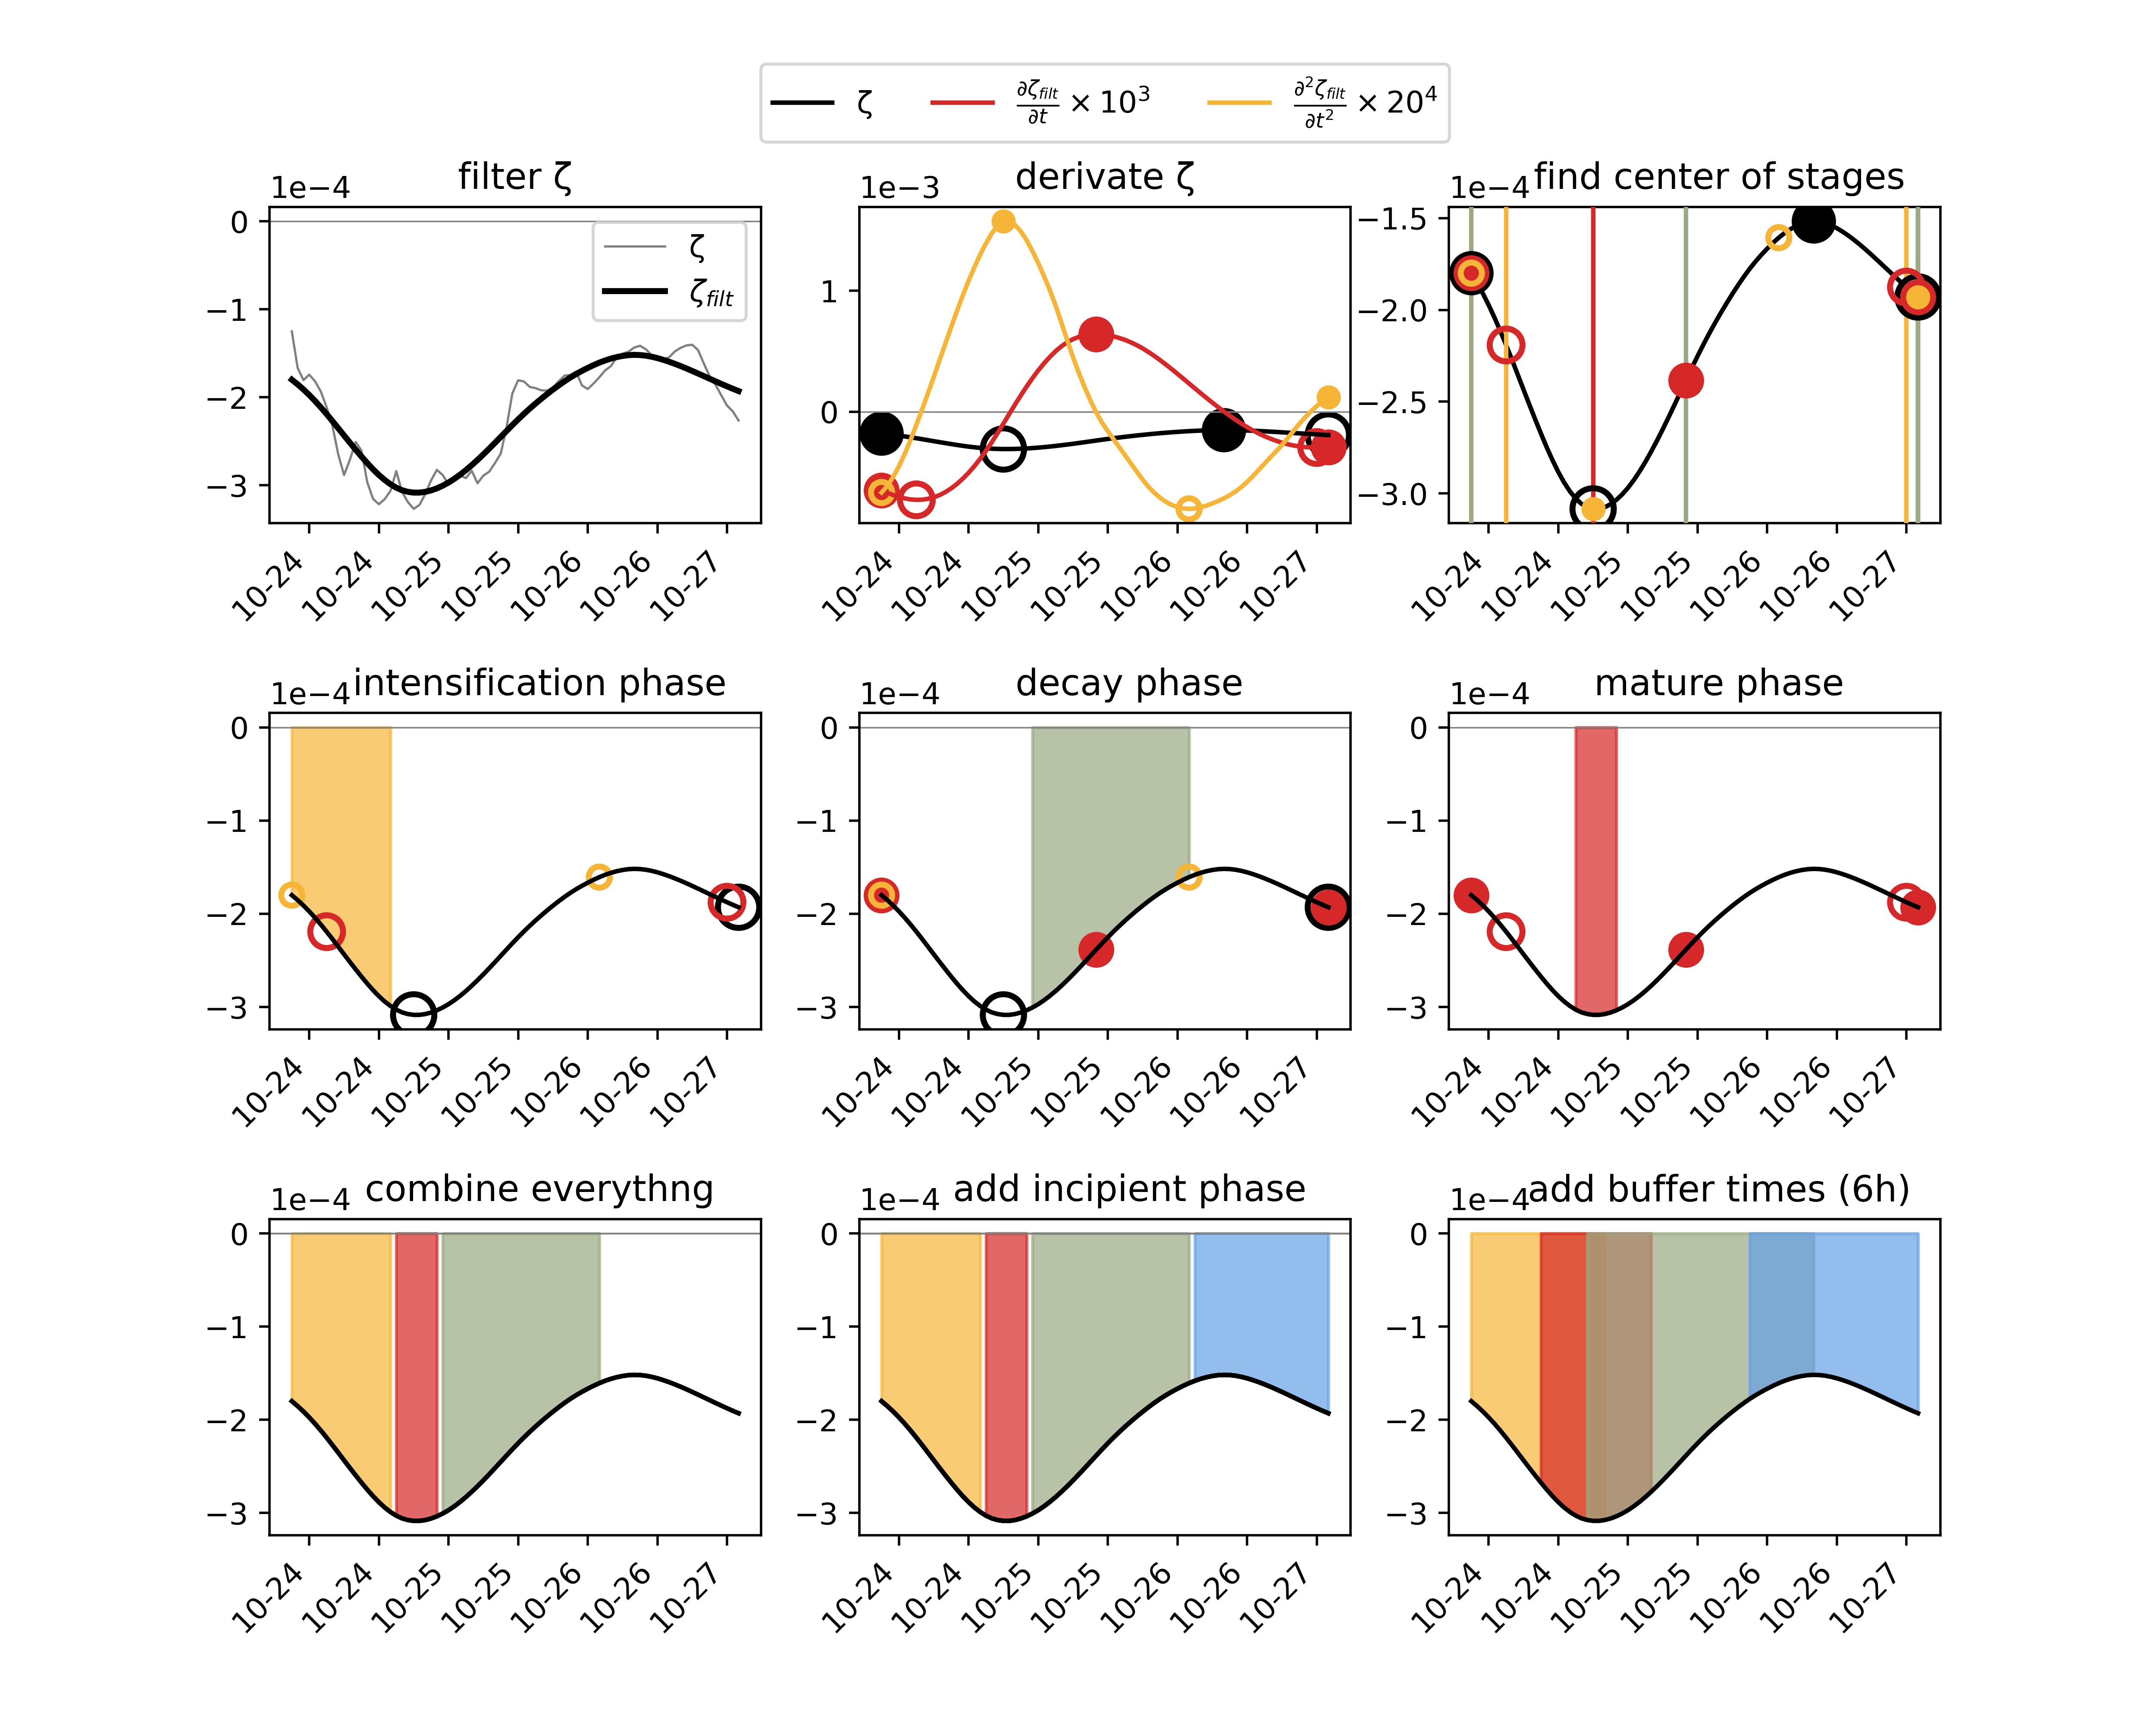 ζ ∂ζ_filt/∂t × 10³ ∂²ζ_filt/∂t² × 20⁴
filter ζ
1e−4
0
−1
−2
−3
ζ
ζ_filt
10-24 10-24 10-25 10-25 10-26 10-26 10-27
derivate ζ
1e−3
1
0
10-24 10-24 10-25 10-25 10-26 10-26 10-27
find center of stages
1e−4
−1.5
−2.0
−2.5
−3.0
10-24 10-24 10-25 10-25 10-26 10-26 10-27
intensification phase
1e−4
0
−1
−2
−3
10-24 10-24 10-25 10-25 10-26 10-26 10-27
decay phase
1e−4
0
−1
−2
−3
10-24 10-24 10-25 10-25 10-26 10-26 10-27
mature phase
1e−4
0
−1
−2
−3
10-24 10-24 10-25 10-25 10-26 10-26 10-27
combine everythng
1e−4
0
−1
−2
−3
10-24 10-24 10-25 10-25 10-26 10-26 10-27
add incipient phase
1e−4
0
−1
−2
−3
10-24 10-24 10-25 10-25 10-26 10-26 10-27
add buffer times (6h)
1e−4
0
−1
−2
−3
10-24 10-24 10-25 10-25 10-26 10-26 10-27